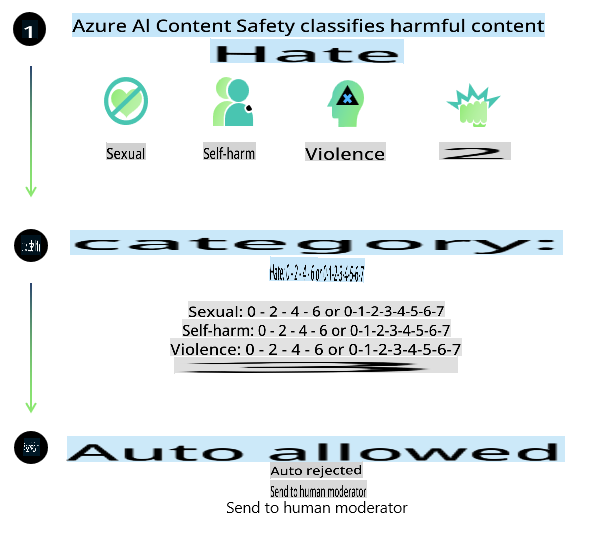 1
Azure AI Content Safety classifies harmful content
Hate
Sexual
Self-harm
Violence
2
category:
Hate: 0 - 2 - 4 - 6 or 0-1-2-3-4-5-6-7
Sexual: 0 - 2 - 4 - 6 or 0-1-2-3-4-5-6-7
Self-harm: 0 - 2 - 4 - 6 or 0-1-2-3-4-5-6-7
Violence: 0 - 2 - 4 - 6 or 0-1-2-3-4-5-6-7
Auto allowed
Auto rejected
Send to human moderator
Send to human moderator